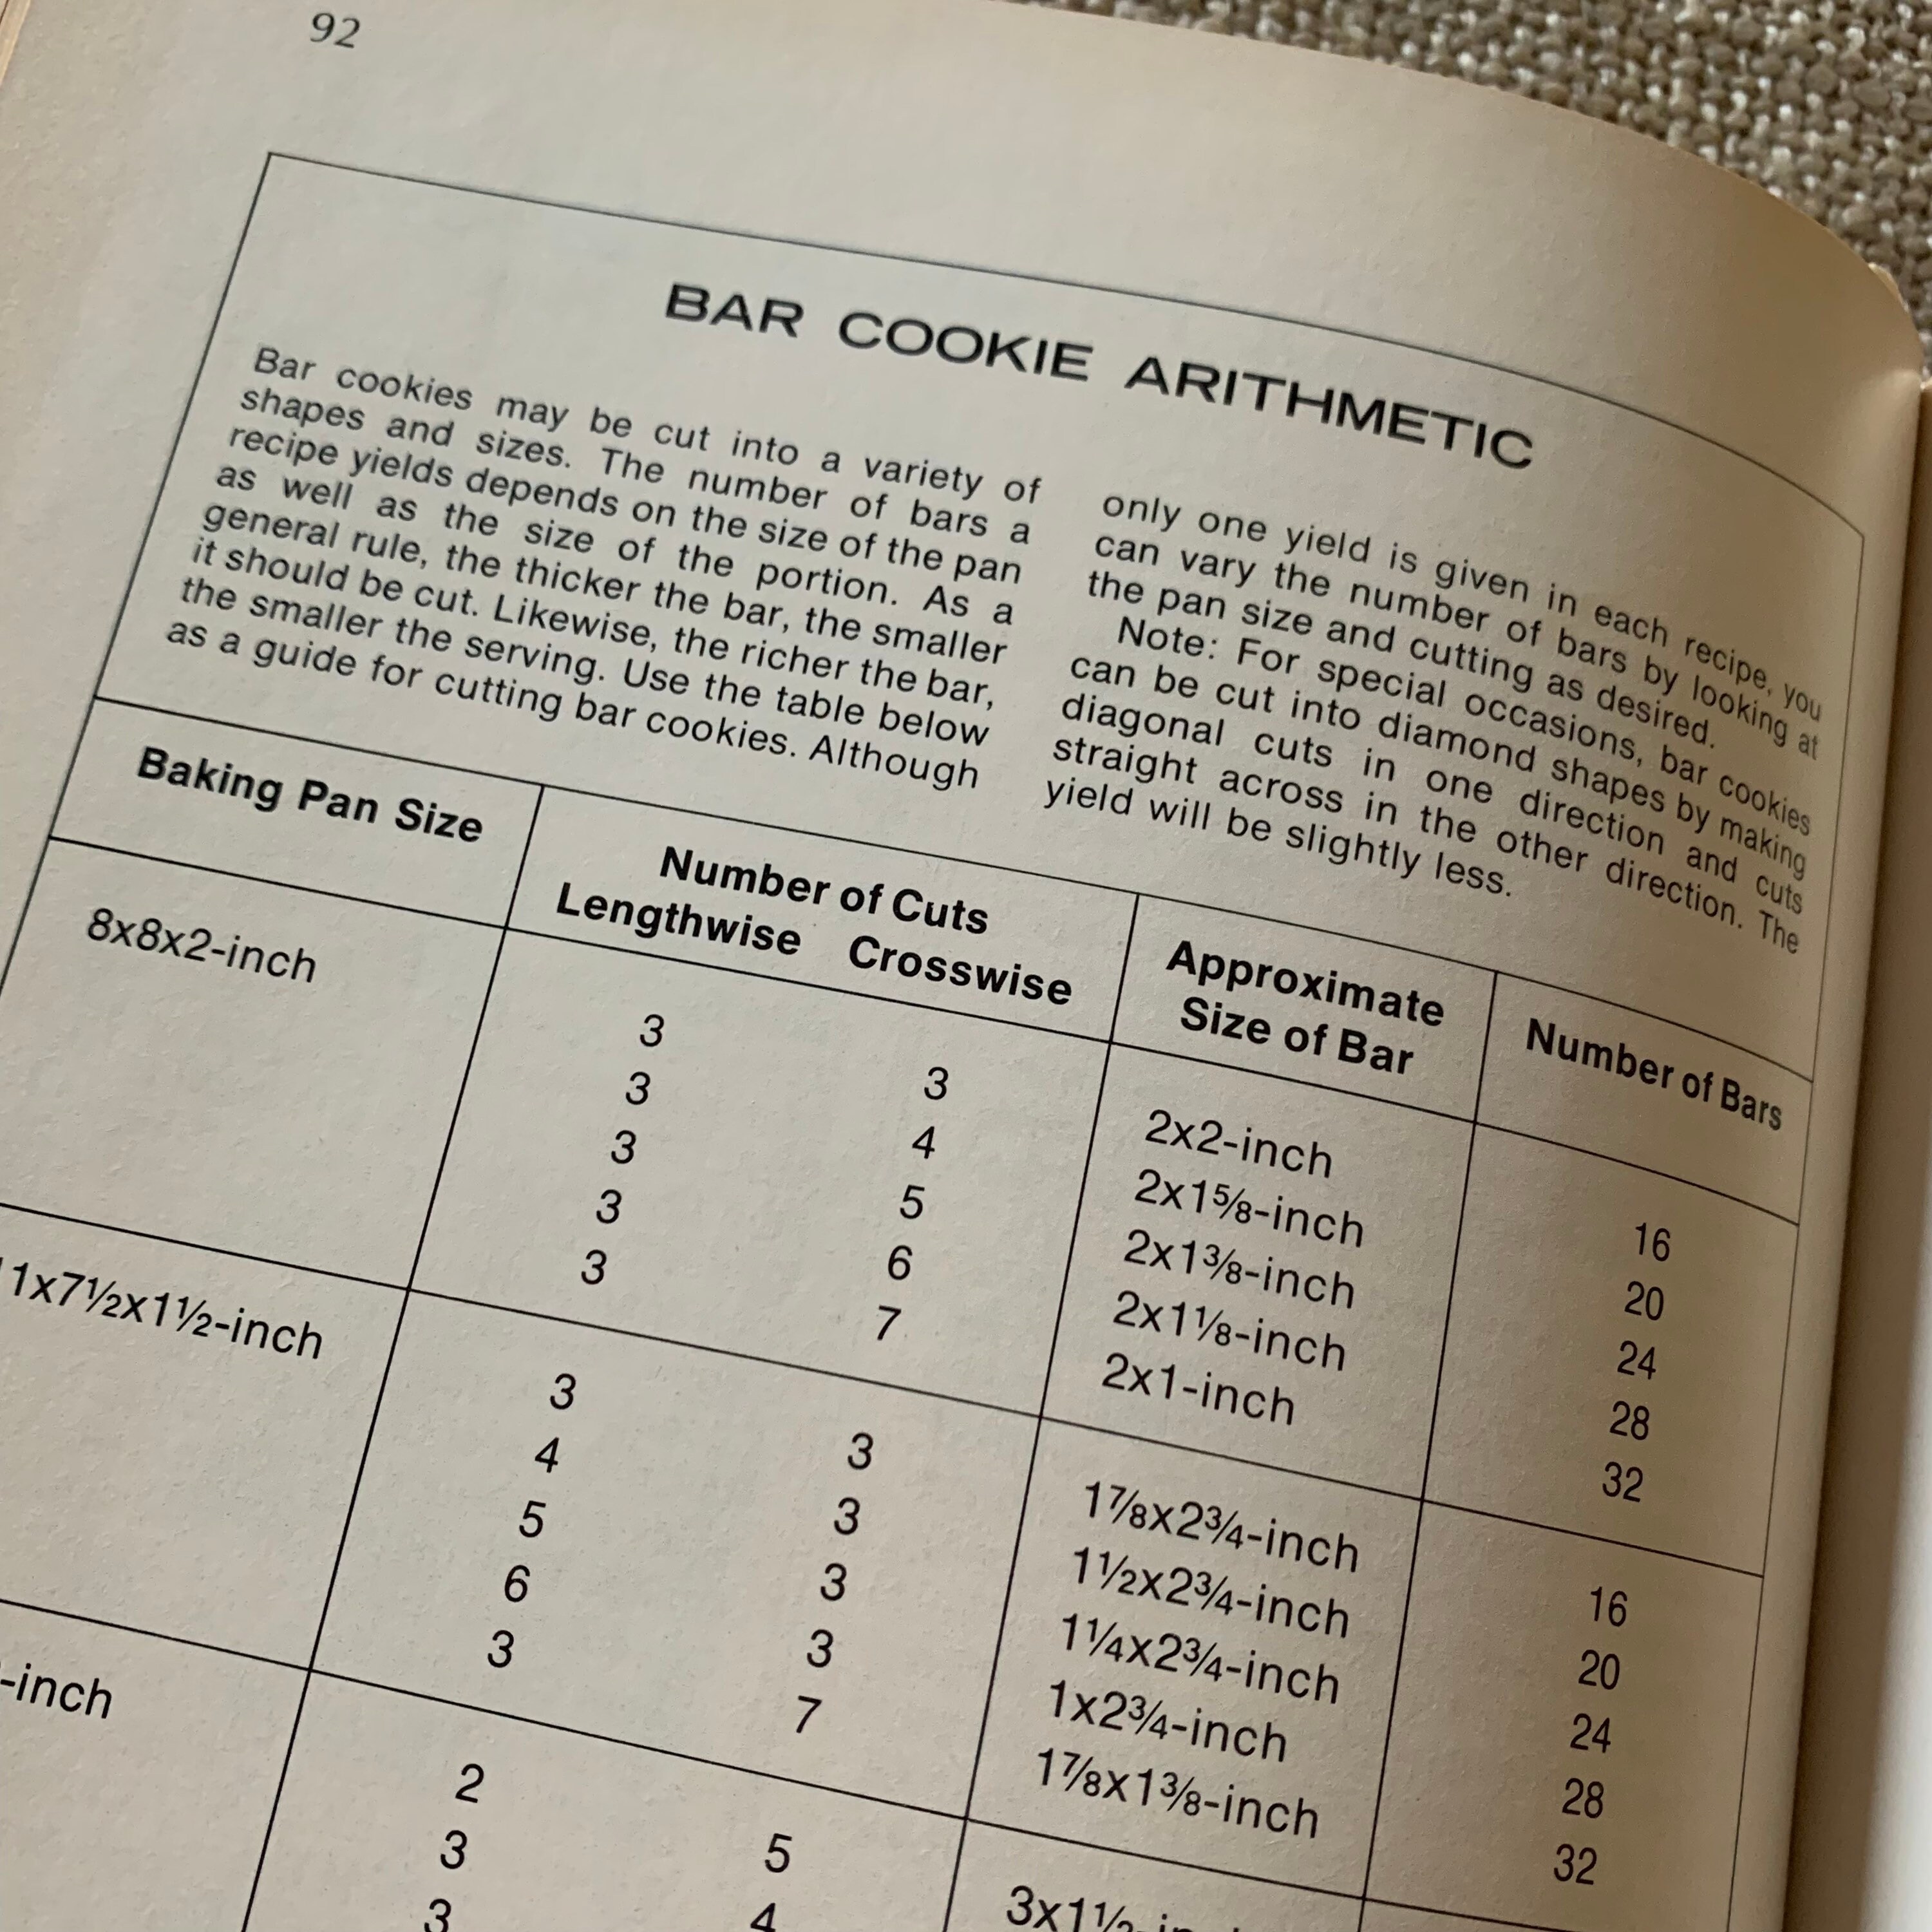 92
BAR COOKIE ARITHMETIC
Bar cookies may be cut into a variety of
shapes and sizes. The number of bars a
recipe yields depends on the size of the pan
as well as the size of the portion. As a
general rule, the thicker the bar, the smaller
it should be cut. Likewise, the richer the bar,
the smaller the serving. Use the table below
as a guide for cutting bar cookies. Although
only one yield is given in each recipe, you
can vary the number of bars by looking at
the pan size and cutting as desired.
Note: For special occasions, bar cookies
can be cut into diamond shapes by making
diagonal cuts in one direction and cuts
straight across in the other direction. The
yield will be slightly less.
Baking Pan Size
Number of Cuts
Lengthwise Crosswise
Approximate
Size of Bar
Number of Bars
8x8x2-inch
3 3 2x2-inch 16
3 4 2x1⅝-inch 20
3 5 2x1⅜-inch 24
3 6 2x1⅛-inch 28
3 7 2x1-inch 32
11x7½x1½-inch
3 3 1⅞x2¾-inch 16
4 3 1½x2¾-inch 20
5 3 1¼x2¾-inch 24
6 3 1x2¾-inch 28
3 7 1⅞x1⅜-inch 32
-inch
2 5 3x1½-inch
3 4
3